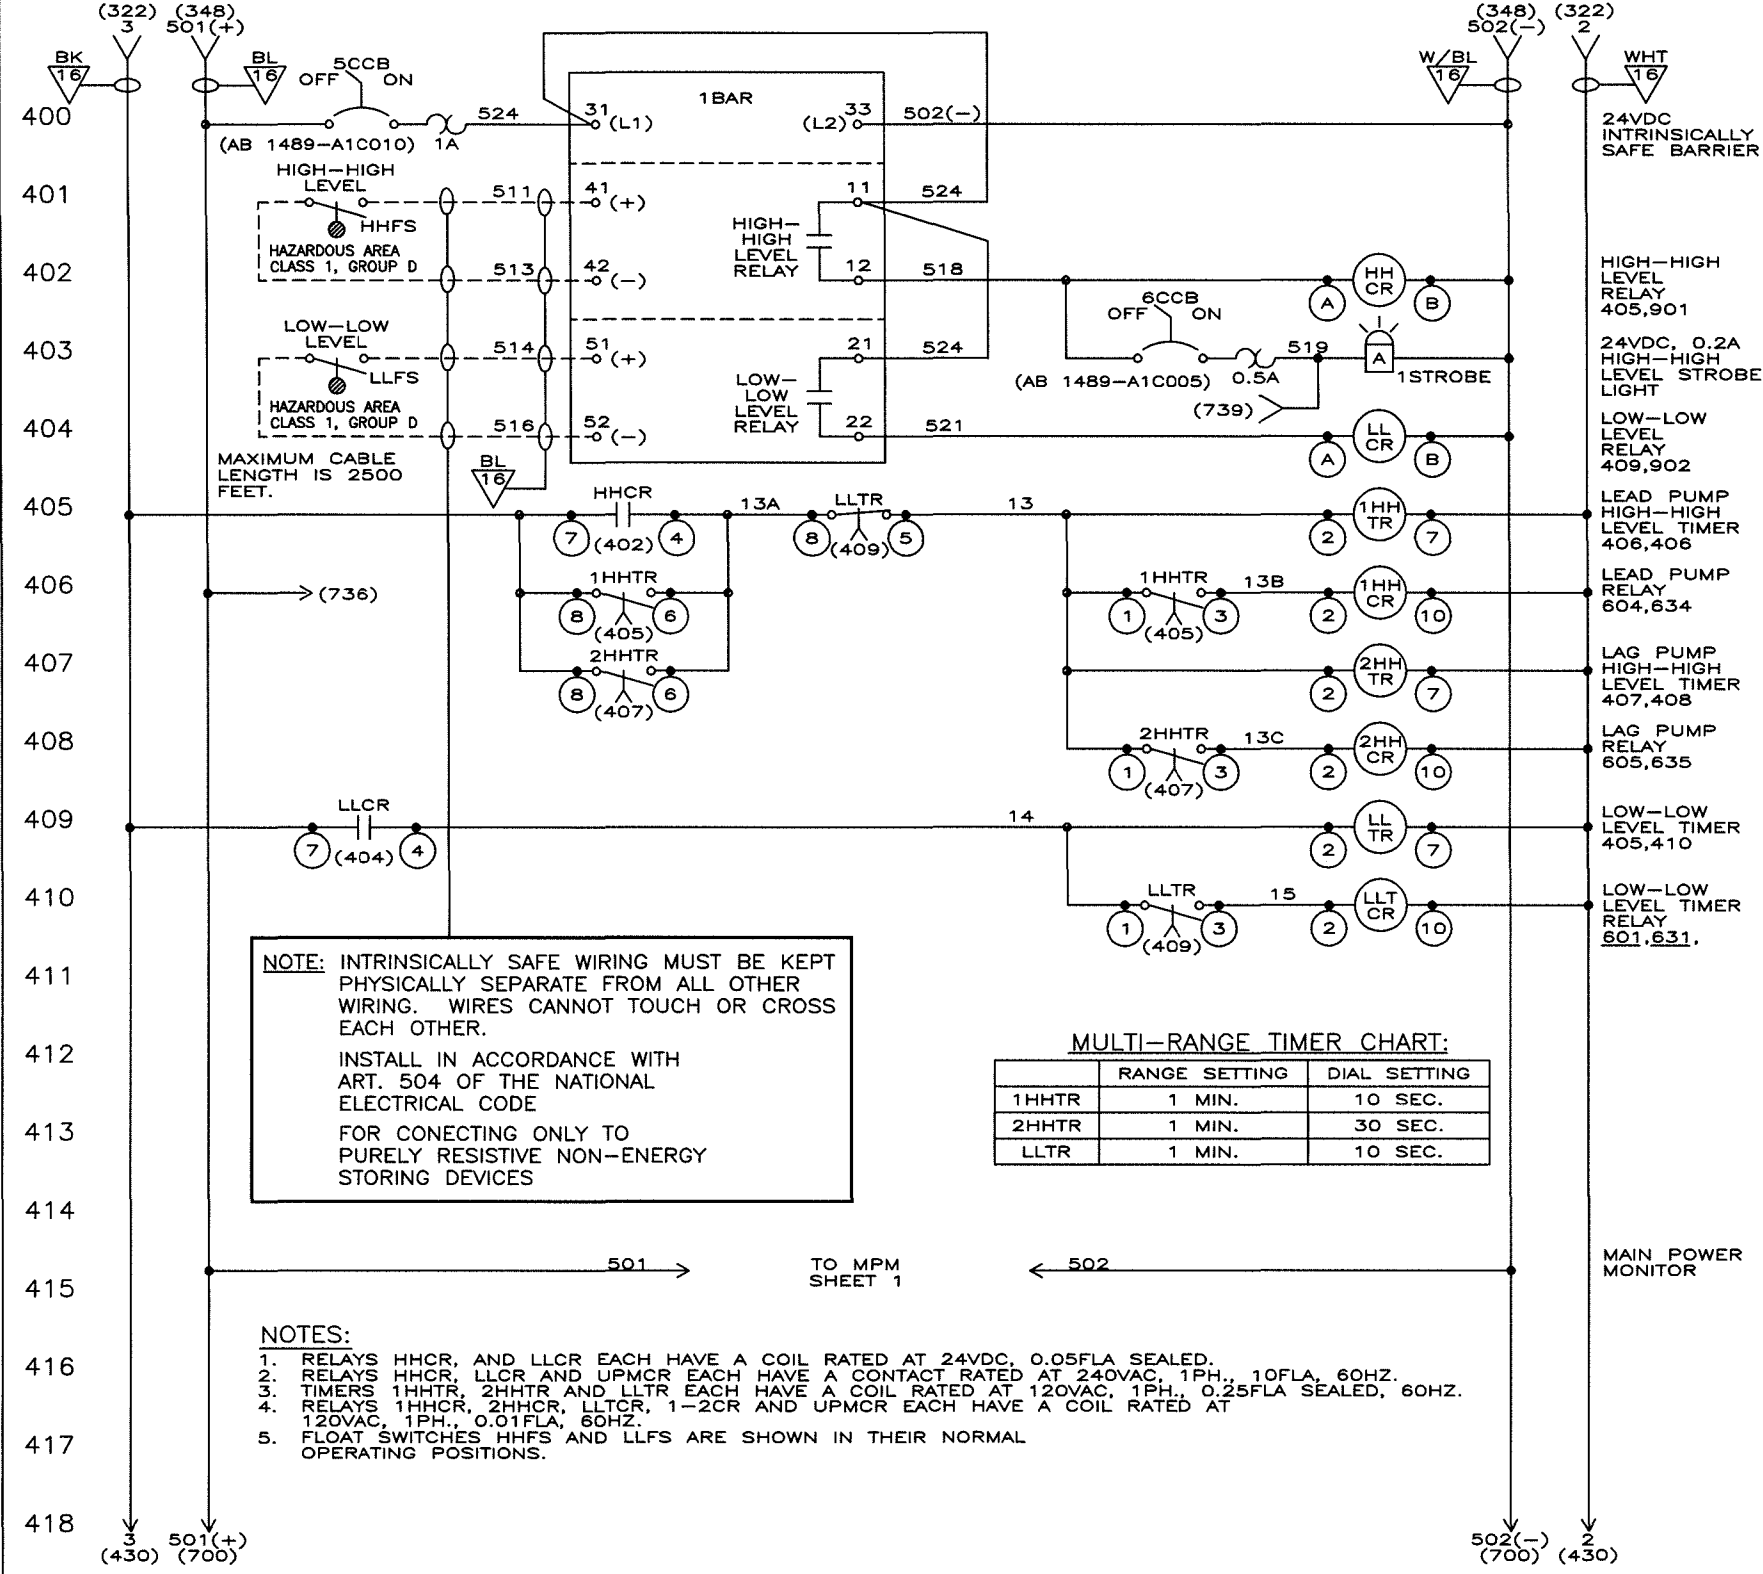 (322) (348) (348) (322)
3 501(+) 502(-) 2
BK BL 5CCB W/BL WHT
16 16 OFF ON 16 16
1BAR
400 524 31 (L1) (L2) 33 502(-)
(AB 1489-A1C010) 1A
24VDC
INTRINSICALLY
SAFE BARRIER
HIGH-HIGH
LEVEL
401 511 41 (+) 11 524
HHFS
HAZARDOUS AREA
CLASS 1, GROUP D
HIGH-
HIGH
LEVEL
RELAY
402 513 42 (-) 12 518 HH
CR
A B
HIGH-HIGH
LEVEL
RELAY
405,901
LOW-LOW
LEVEL
6CCB
OFF ON
403 514 51 (+) 21 524 519 A
LLFS
(AB 1489-A1C005) 0.5A 1STROBE
(739)
24VDC, 0.2A
HIGH-HIGH
LEVEL STROBE
LIGHT
HAZARDOUS AREA
CLASS 1, GROUP D
LOW-
LOW
LEVEL
RELAY
404 516 52 (-) 22 521 LL
CR
A B
LOW-LOW
LEVEL
RELAY
409,902
MAXIMUM CABLE
LENGTH IS 2500
FEET.
BL
16
405 HHCR 13A LLTR 13 1HH
TR
7 (402) 4 8 (409) 5 2 7
LEAD PUMP
HIGH-HIGH
LEVEL TIMER
406,406
406 (736) 1HHTR 1HHTR 13B 1HH
CR
8 (405) 6 1 (405) 3 2 10
LEAD PUMP
RELAY
604,634
407 2HHTR 2HH
TR
8 (407) 6 2 7
LAG PUMP
HIGH-HIGH
LEVEL TIMER
407,408
408 2HHTR 13C 2HH
CR
1 (407) 3 2 10
LAG PUMP
RELAY
605,635
409 LLCR 14 LL
TR
7 (404) 4 2 7
LOW-LOW
LEVEL TIMER
405,410
410 LLTR 15 LLT
CR
1 (409) 3 2 10
LOW-LOW
LEVEL TIMER
RELAY
601,631,
411
412
413
414
NOTE: INTRINSICALLY SAFE WIRING MUST BE KEPT
PHYSICALLY SEPARATE FROM ALL OTHER
WIRING. WIRES CANNOT TOUCH OR CROSS
EACH OTHER.
INSTALL IN ACCORDANCE WITH
ART. 504 OF THE NATIONAL
ELECTRICAL CODE
FOR CONECTING ONLY TO
PURELY RESISTIVE NON-ENERGY
STORING DEVICES
MULTI-RANGE TIMER CHART:
RANGE SETTING DIAL SETTING
1HHTR 1 MIN. 10 SEC.
2HHTR 1 MIN. 30 SEC.
LLTR 1 MIN. 10 SEC.
501 TO MPM
SHEET 1 502
MAIN POWER
MONITOR
415
NOTES:
416
1. RELAYS HHCR, AND LLCR EACH HAVE A COIL RATED AT 24VDC, 0.05FLA SEALED.
2. RELAYS HHCR, LLCR AND UPMCR EACH HAVE A CONTACT RATED AT 240VAC, 1PH., 10FLA, 60HZ.
3. TIMERS 1HHTR, 2HHTR AND LLTR EACH HAVE A COIL RATED AT 120VAC, 1PH., 0.25FLA SEALED, 60HZ.
4. RELAYS 1HHCR, 2HHCR, LLTCR, 1-2CR AND UPMCR EACH HAVE A COIL RATED AT
120VAC, 1PH., 0.01FLA, 60HZ.
417
5. FLOAT SWITCHES HHFS AND LLFS ARE SHOWN IN THEIR NORMAL
OPERATING POSITIONS.
418
3 501(+) 502(-) 2
(430) (700) (700) (430)